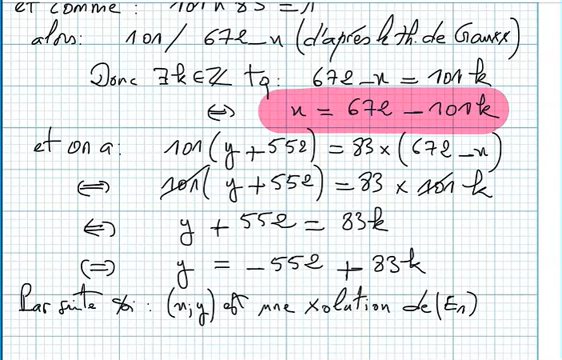 et comme : 101 ∧ 83 = 1
alors: 101 / 672 - x (d'après le th. de Gauss)
Donc ∃k∈ℤ tq: 672 - x = 101k
⇔ x = 672 - 101k
et on a: 101(y + 552) = 83 × (672 - x)
⇔ 101(y + 552) = 83 × 101 k
⇔ y + 552 = 83k
⇔ y = -552 + 83k
Par suite si : (x;y) est une solution de (E1)